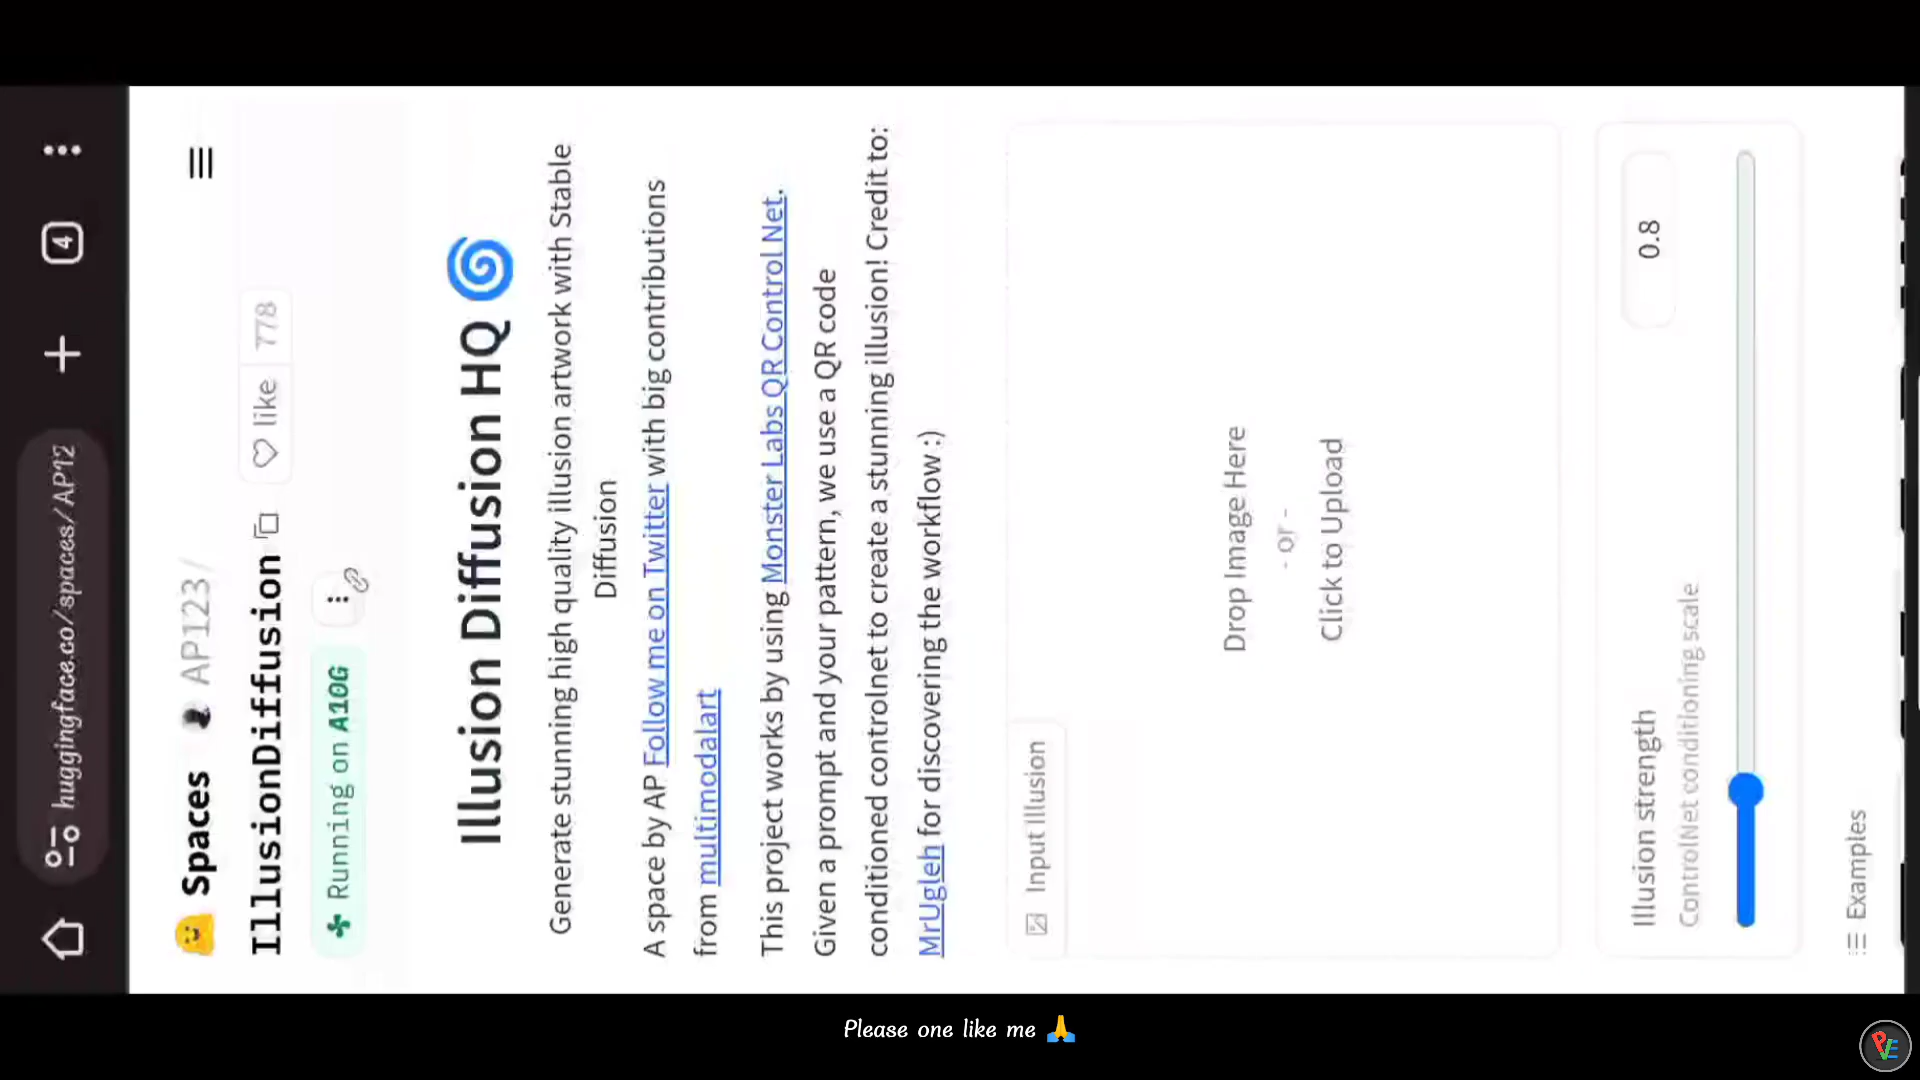 4
huggingface.co/spaces/AP12
Spaces
AP123 /
IllusionDiffusion
like 778
Running on A10G
Illusion Diffusion HQ 🌀
Generate stunning high quality illusion artwork with Stable
Diffusion
A space by AP Follow me on Twitter with big contributions
from multimodalart
This project works by using Monster Labs QR Control Net.
Given a prompt and your pattern, we use a QR code
conditioned controlnet to create a stunning illusion! Credit to:
MrUgleh for discovering the workflow :)
Input Illusion
Drop Image Here
- or -
Click to Upload
Illusion strength
0.8
ControlNet conditioning scale
Examples
Please one like me 🙏
PVE